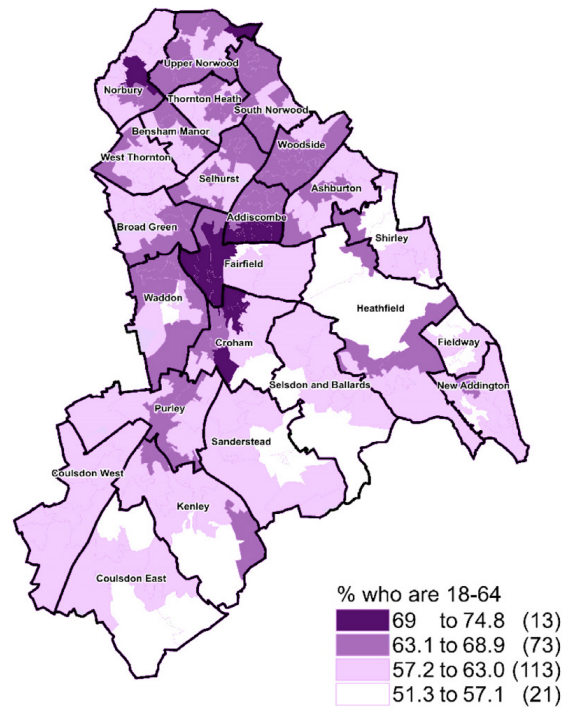 Upper Norwood
Norbury
Thornton Heath
South Norwood
Bensham Manor
Woodside
West Thornton
Selhurst
Ashburton
Addiscombe
Broad Green
Shirley
Fairfield
Waddon
Heathfield
Croham
Fieldway
Selsdon and Ballards
New Addington
Purley
Sanderstead
Coulsdon West
Kenley
Coulsdon East
% who are 18-64
69 to 74.8 (13)
63.1 to 68.9 (73)
57.2 to 63.0 (113)
51.3 to 57.1 (21)